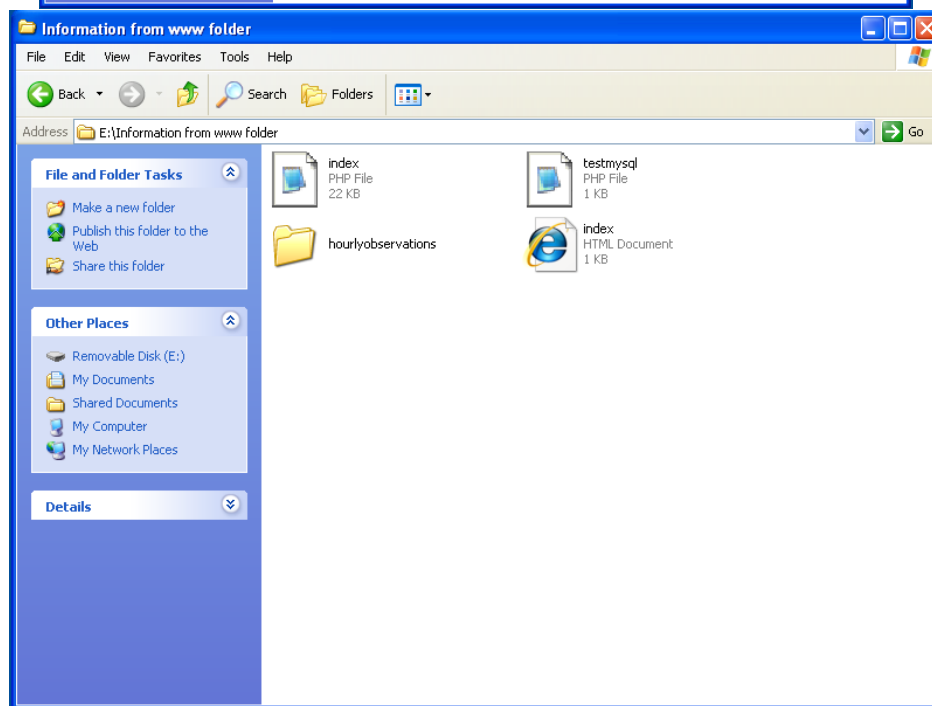 Information from www folder
File Edit View Favorites Tools Help
Back Search Folders
Address E:\Information from www folder Go
File and Folder Tasks
Make a new folder
Publish this folder to the
Web
Share this folder
Other Places
Removable Disk (E:)
My Documents
Shared Documents
My Computer
My Network Places
Details
index
PHP File
22 KB
testmysql
PHP File
1 KB
hourlyobservations
index
HTML Document
1 KB